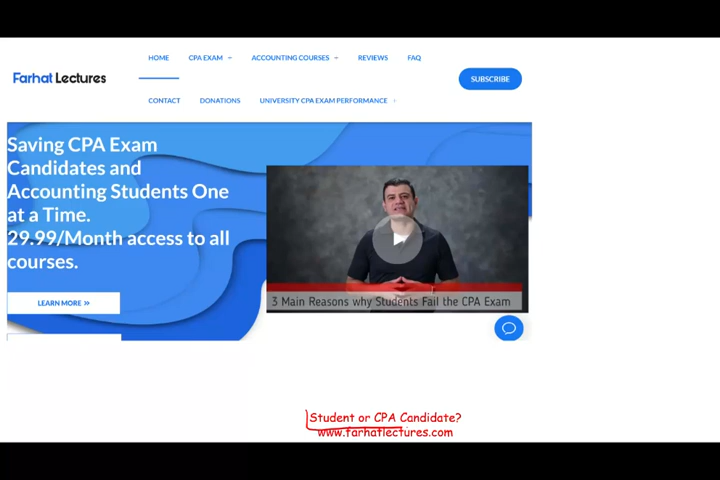 HOME CPA EXAM ACCOUNTING COURSES REVIEWS FAQ
Farhat Lectures
SUBSCRIBE
CONTACT DONATIONS UNIVERSITY CPA EXAM PERFORMANCE
Saving CPA Exam
Candidates and
Accounting Students One
at a Time.
29.99/Month access to all
courses.
LEARN MORE »
3 Main Reasons why Students Fail the CPA Exam
Student or CPA Candidate?
www.farhatlectures.com